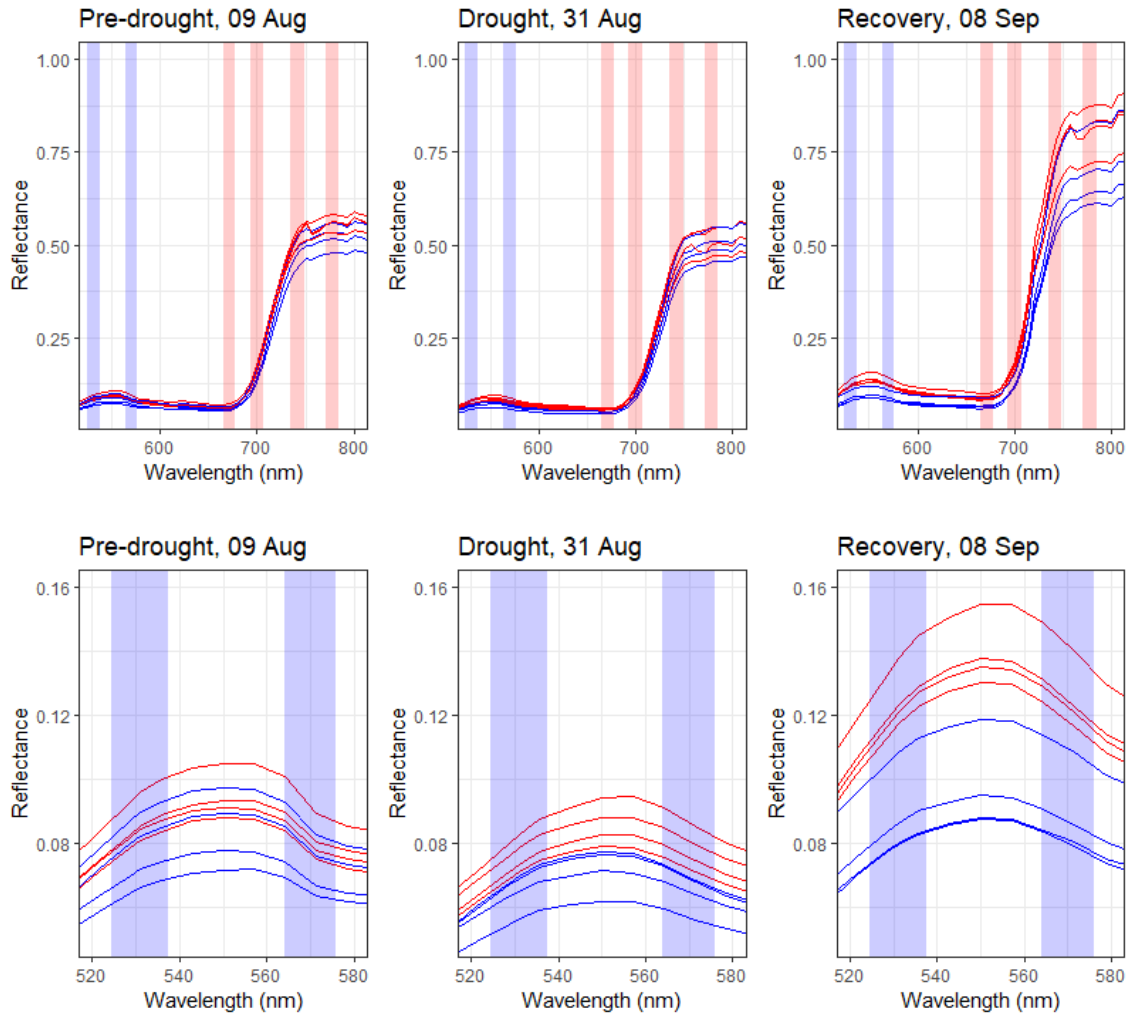 Pre-drought, 09 Aug
Drought, 31 Aug
Recovery, 08 Sep
1.00
0.75
0.50
0.25
Reflectance
600
700
800
Wavelength (nm)
1.00
0.75
0.50
0.25
Reflectance
600
700
800
Wavelength (nm)
1.00
0.75
0.50
0.25
Reflectance
600
700
800
Wavelength (nm)
Pre-drought, 09 Aug
Drought, 31 Aug
Recovery, 08 Sep
0.16
0.12
0.08
Reflectance
520
540
560
580
Wavelength (nm)
0.16
0.12
0.08
Reflectance
520
540
560
580
Wavelength (nm)
0.16
0.12
0.08
Reflectance
520
540
560
580
Wavelength (nm)